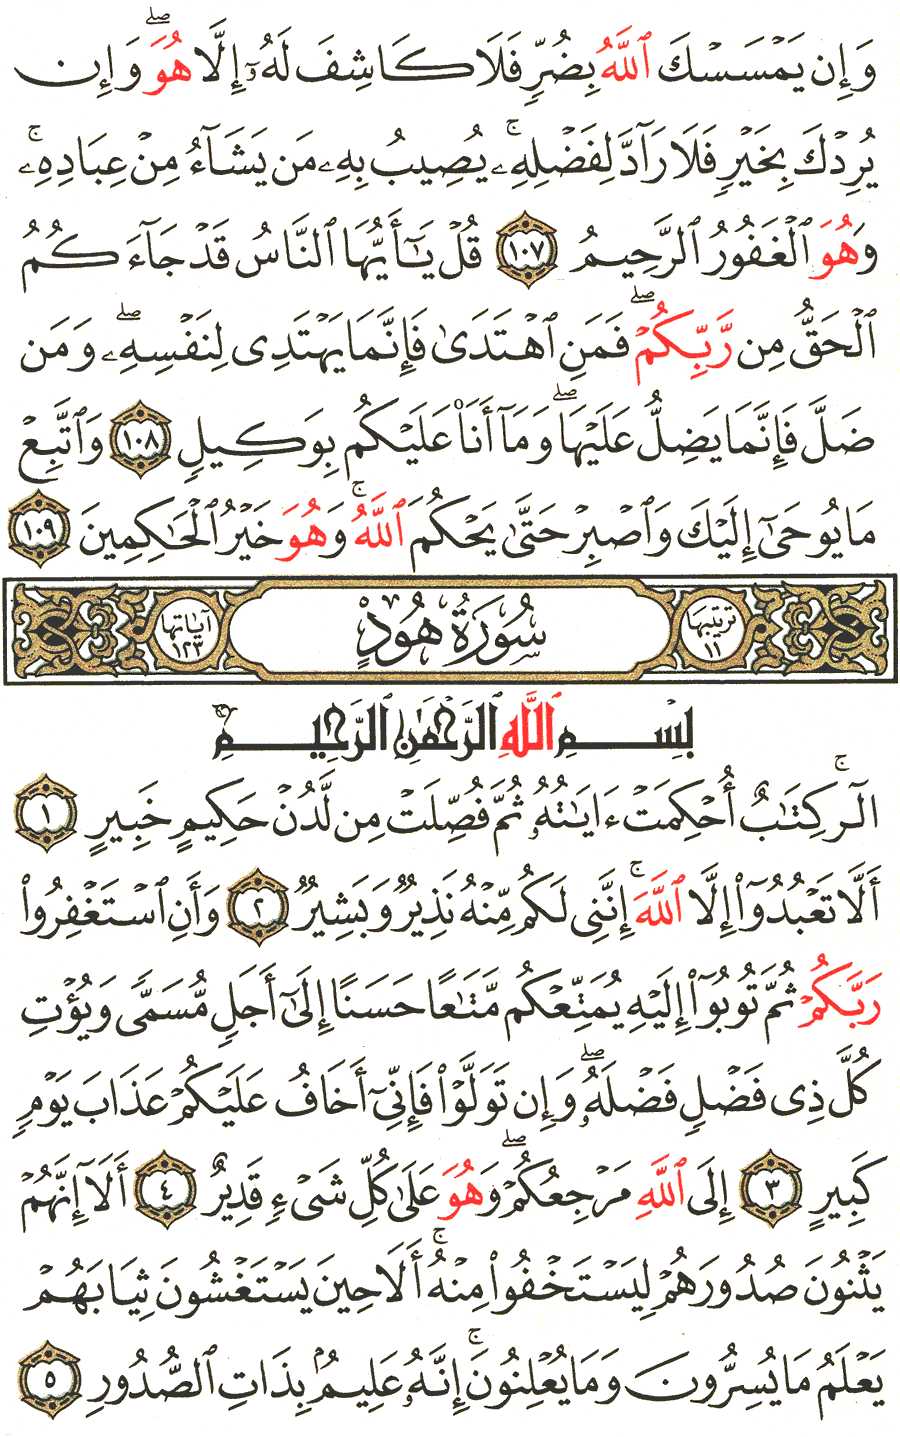 وَإِن يَمْسَسْكَ ٱللَّهُ بِضُرٍّ فَلَا كَاشِفَ لَهُۥٓ إِلَّا هُوَ ۖ وَإِن
يُرِدْكَ بِخَيْرٍ فَلَا رَآدَّ لِفَضْلِهِۦ ۚ يُصِيبُ بِهِۦ مَن يَشَآءُ مِنْ عِبَادِهِۦ ۚ
وَهُوَ ٱلْغَفُورُ ٱلرَّحِيمُ ١٠٧ قُلْ يَـٰٓأَيُّهَا ٱلنَّاسُ قَدْ جَآءَكُمُ
ٱلْحَقُّ مِن رَّبِّكُمْ ۖ فَمَنِ ٱهْتَدَىٰ فَإِنَّمَا يَهْتَدِى لِنَفْسِهِۦ ۖ وَمَن
ضَلَّ فَإِنَّمَا يَضِلُّ عَلَيْهَا ۖ وَمَآ أَنَا۠ عَلَيْكُم بِوَكِيلٍ ١٠٨ وَٱتَّبِعْ
مَا يُوحَىٰٓ إِلَيْكَ وَٱصْبِرْ حَتَّىٰ يَحْكُمَ ٱللَّهُ ۚ وَهُوَ خَيْرُ ٱلْحَـٰكِمِينَ ١٠٩
ترتيبها ١١ سُورَةُ هُودٍ آياتها ١٢٣
بِسْمِ ٱللَّهِ ٱلرَّحْمَـٰنِ ٱلرَّحِيمِ
الٓر ۚ كِتَـٰبٌ أُحْكِمَتْ ءَايَـٰتُهُۥ ثُمَّ فُصِّلَتْ مِن لَّدُنْ حَكِيمٍ خَبِيرٍ ١
أَلَّا تَعْبُدُوٓا۟ إِلَّا ٱللَّهَ ۚ إِنَّنِى لَكُم مِّنْهُ نَذِيرٌ وَبَشِيرٌ ٢ وَأَنِ ٱسْتَغْفِرُوا۟
رَبَّكُمْ ثُمَّ تُوبُوٓا۟ إِلَيْهِ يُمَتِّعْكُم مَّتَـٰعًا حَسَنًا إِلَىٰٓ أَجَلٍ مُّسَمًّى وَيُؤْتِ
كُلَّ ذِى فَضْلٍ فَضْلَهُۥ ۖ وَإِن تَوَلَّوْا۟ فَإِنِّىٓ أَخَافُ عَلَيْكُمْ عَذَابَ يَوْمٍ
كَبِيرٍ ٣ إِلَى ٱللَّهِ مَرْجِعُكُمْ ۖ وَهُوَ عَلَىٰ كُلِّ شَىْءٍ قَدِيرٌ ٤ أَلَآ إِنَّهُمْ
يَثْنُونَ صُدُورَهُمْ لِيَسْتَخْفُوا۟ مِنْهُ ۚ أَلَا حِينَ يَسْتَغْشُونَ ثِيَابَهُمْ
يَعْلَمُ مَا يُسِرُّونَ وَمَا يُعْلِنُونَ ۚ إِنَّهُۥ عَلِيمٌۢ بِذَاتِ ٱلصُّدُورِ ٥